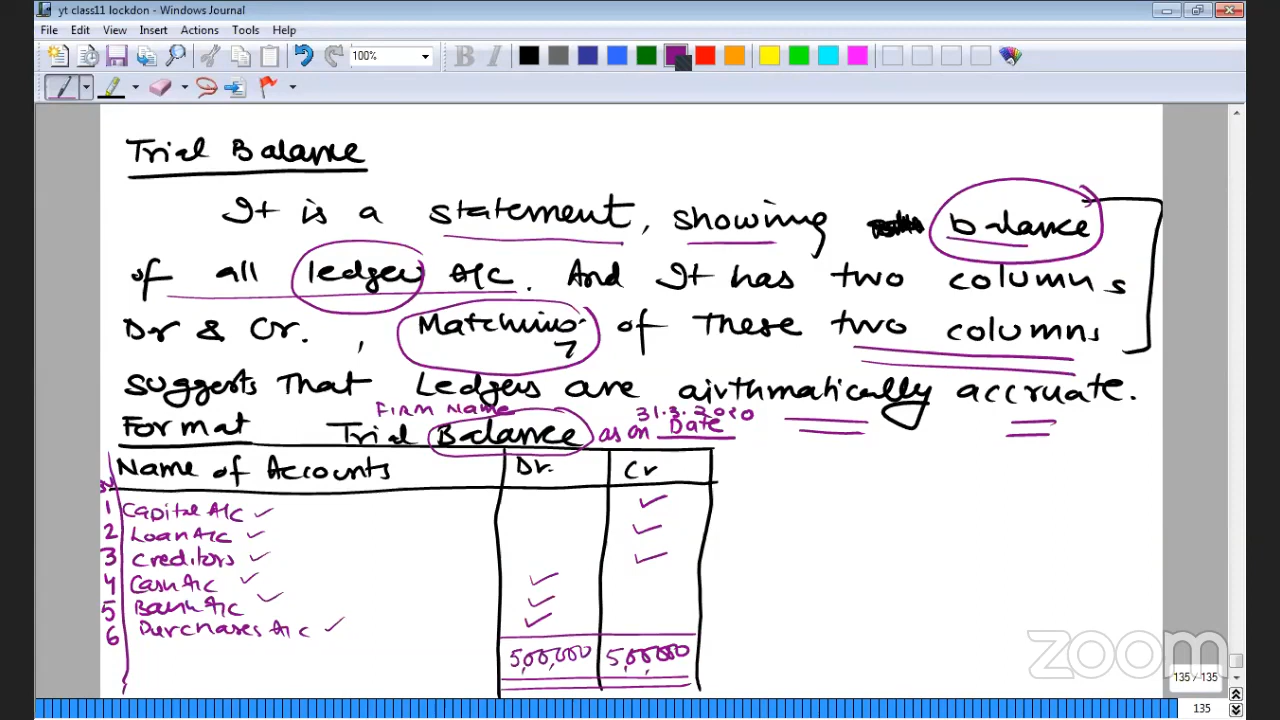 yt class11 lockdon - Windows Journal
File Edit View Insert Actions Tools Help
100%
Trial Balance
It is a statement, showing balance
of all ledger A/C. And It has two columns
Dr & Cr. , Matching of these two columns
suggests that Ledgers are airthmatically accruate.
FIRM Name 31.3.2020
Format Trial Balance as on Date
Name of Accounts Dr. Cr
1 Capital A/C
2 Loan A/C
3 Creditors
4 Cash A/C
5 Bank A/C
6 Purchases A/C
5,00,000 5,00,000
zoom
135 / 135
135